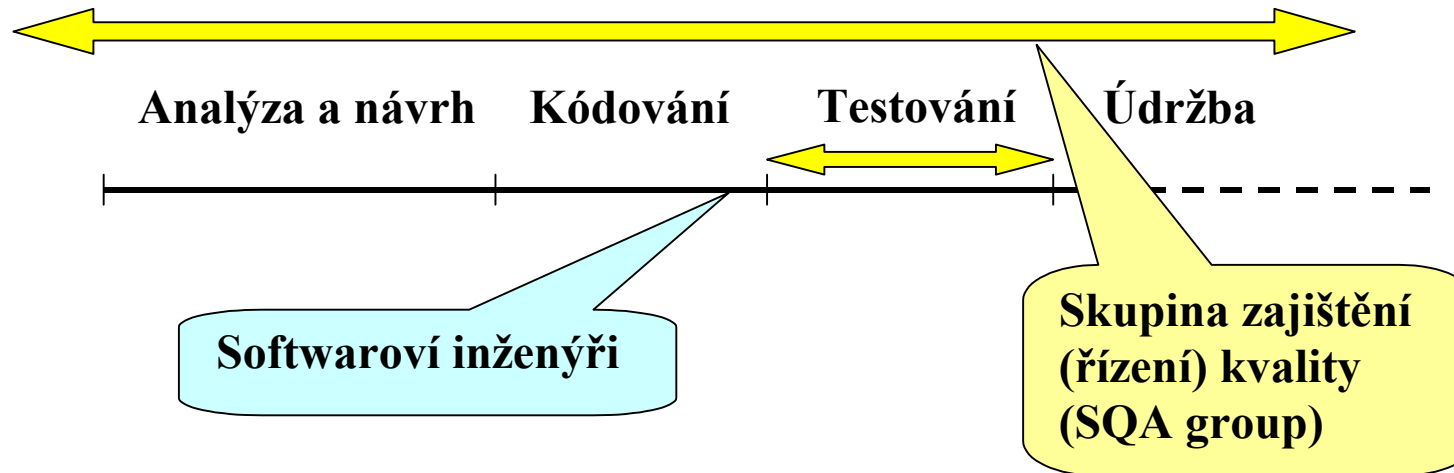 Analýza a návrh
Kódování
Testování
Údržba
Softwaroví inženýři
Skupina zajištění
(řízení) kvality
(SQA group)